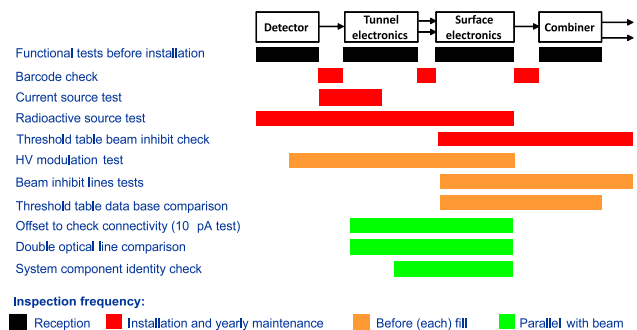 Detector
Tunnel
electronics
Surface
electronics
Combiner
Functional tests before installation
Barcode check
Current source test
Radioactive source test
Threshold table beam inhibit check
HV modulation test
Beam inhibit lines tests
Threshold table data base comparison
Offset to check connectivity (10 pA test)
Double optical line comparison
System component identity check
Inspection frequency:
Reception
Installation and yearly maintenance
Before (each) fill
Parallel with beam